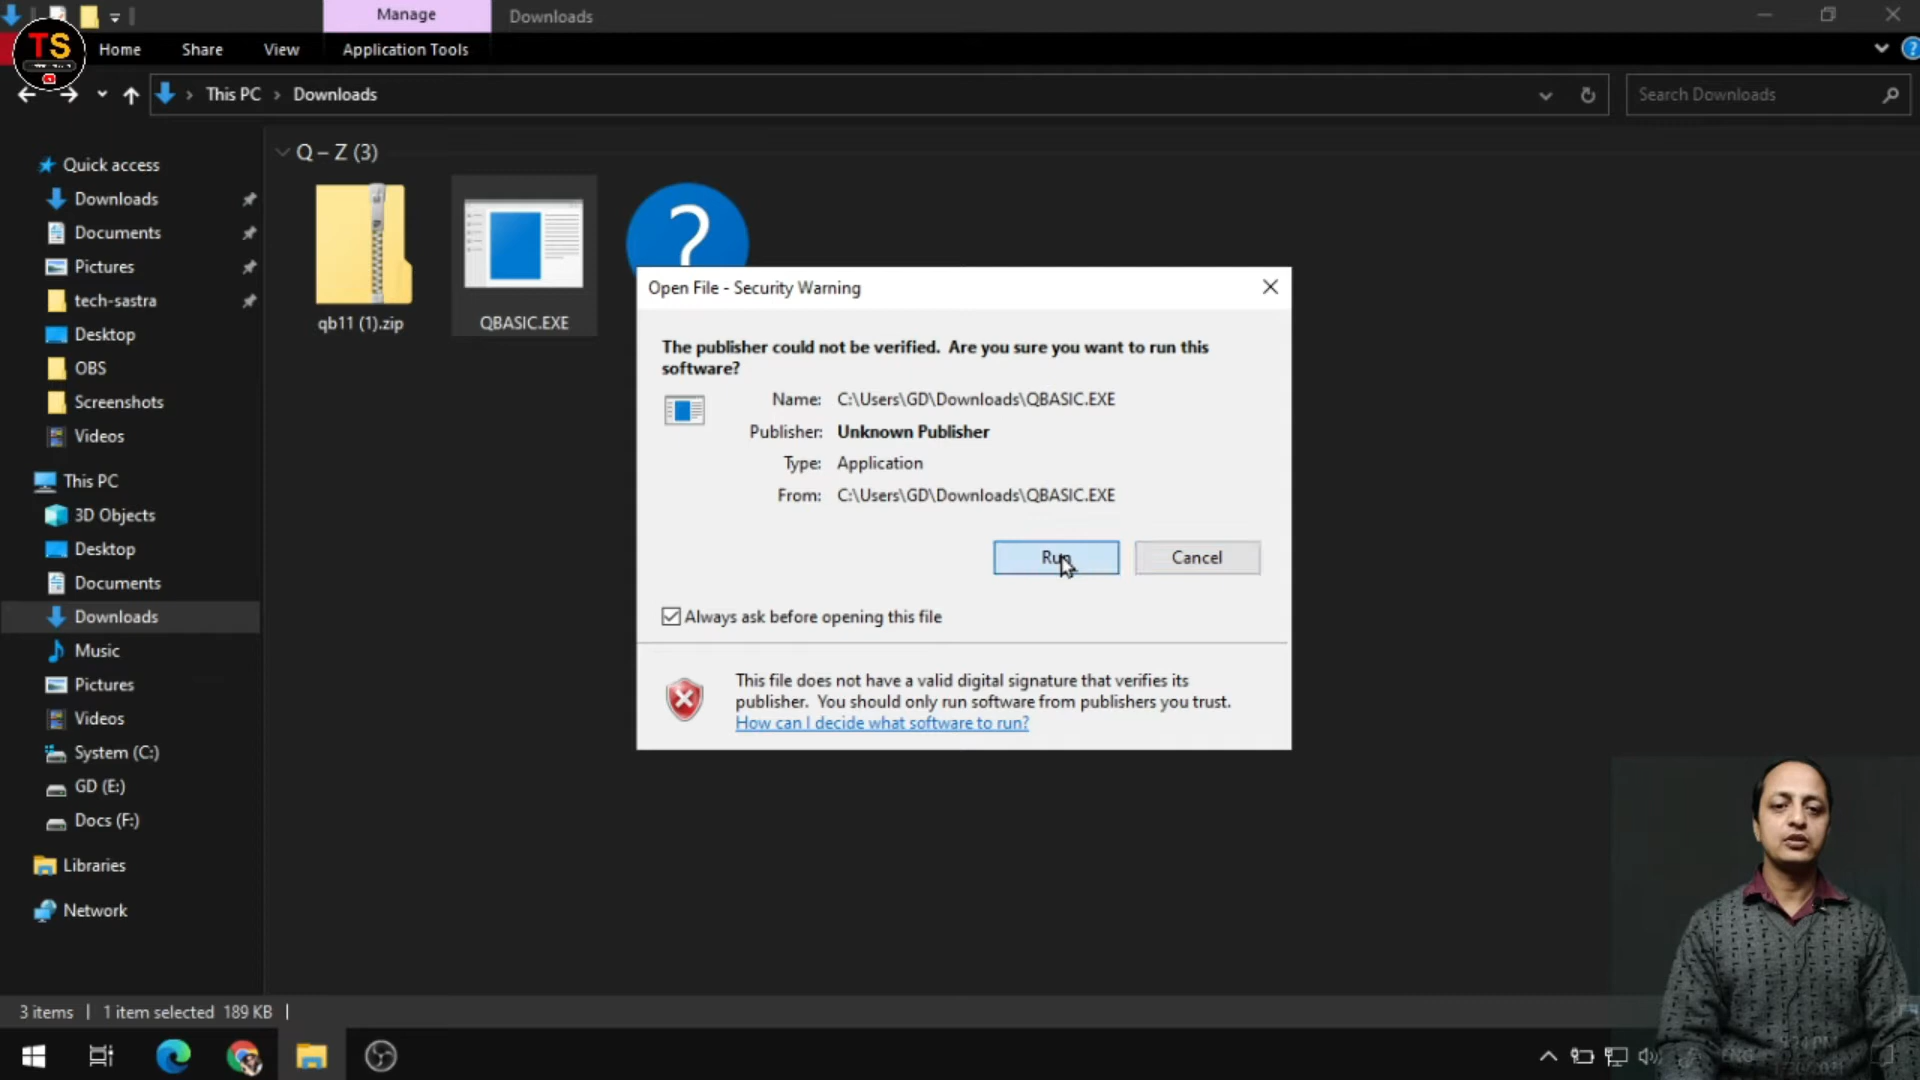 Manage
Downloads
TS
Home
Share
View
Application Tools
This PC
Downloads
Search Downloads
Quick access
Downloads
Documents
Pictures
tech-sastra
Desktop
OBS
Screenshots
Videos
This PC
3D Objects
Desktop
Documents
Downloads
Music
Pictures
Videos
System (C:)
GD (E:)
Docs (F:)
Libraries
Network
Q – Z (3)
qb11 (1).zip
QBASIC.EXE
Open File - Security Warning
The publisher could not be verified. Are you sure you want to run this
software?
Name: C:\Users\GD\Downloads\QBASIC.EXE
Publisher: Unknown Publisher
Type: Application
From: C:\Users\GD\Downloads\QBASIC.EXE
Run
Cancel
Always ask before opening this file
This file does not have a valid digital signature that verifies its
publisher. You should only run software from publishers you trust.
How can I decide what software to run?
3 items
1 item selected 189 KB
ENG